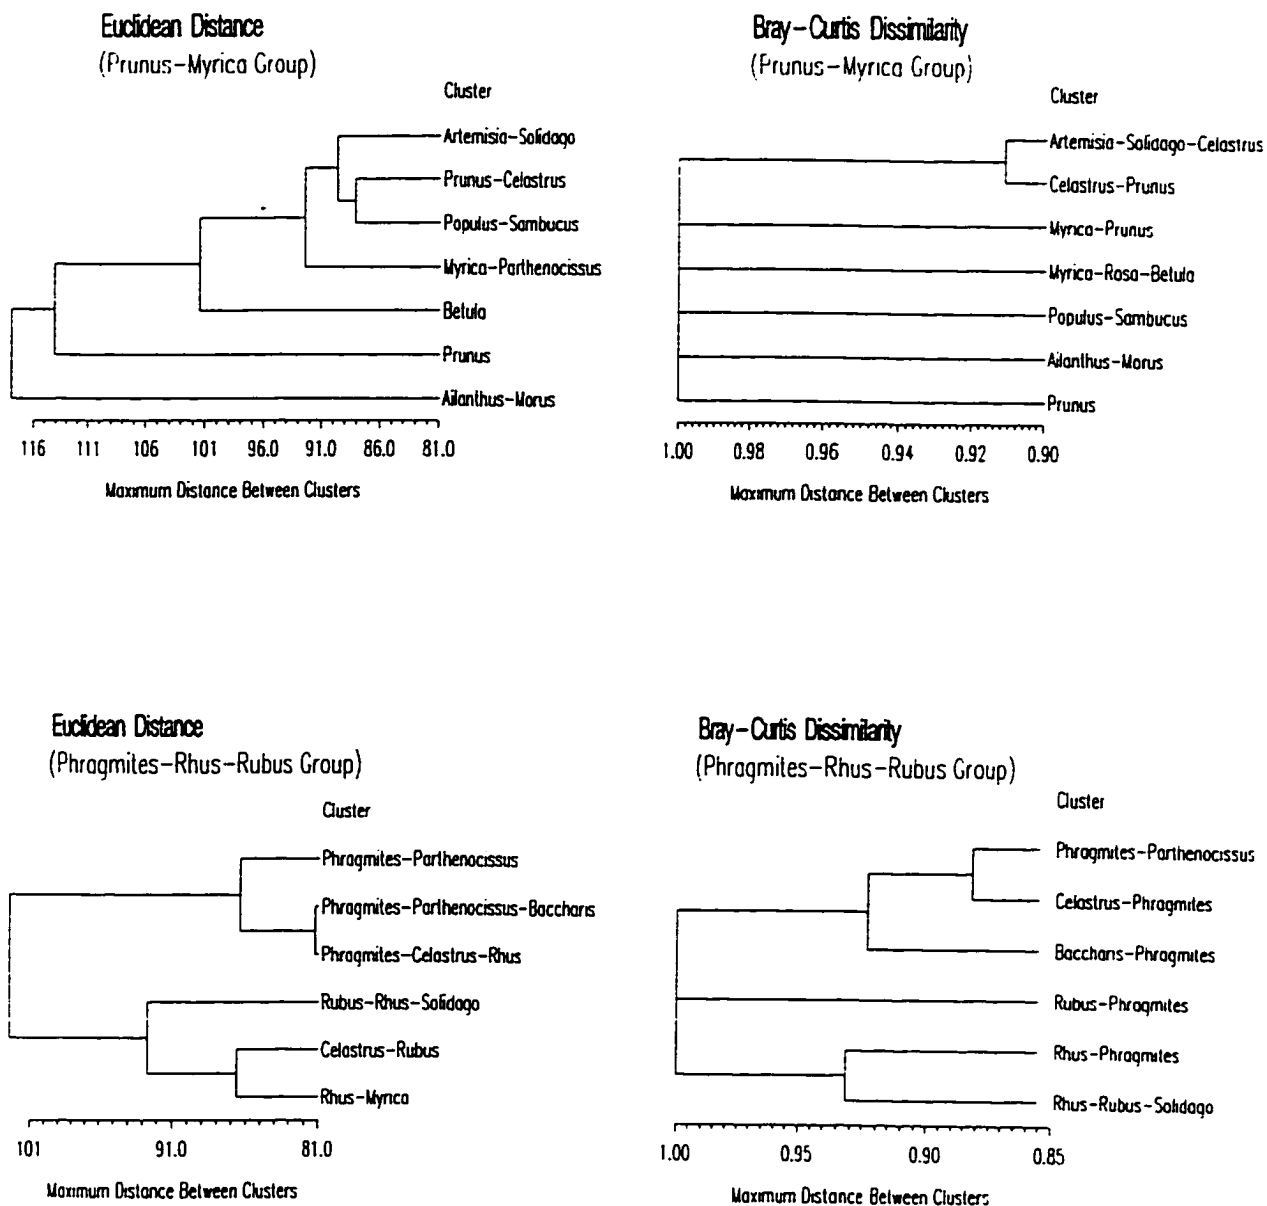 Euclidean Distance
(Prunus-Myrica Group)
Cluster
Artemisia-Solidago
Prunus-Celastrus
Populus-Sambucus
Myrica-Parthenocissus
Betula
Prunus
Ailanthus-Morus
116 111 106 101 96.0 91.0 86.0 81.0
Maximum Distance Between Clusters
Bray-Curtis Dissimilarity
(Prunus-Myrica Group)
Cluster
Artemisia-Solidago-Celastrus
Celastrus-Prunus
Myrica-Prunus
Myrica-Rosa-Betula
Populus-Sambucus
Ailanthus-Morus
Prunus
1.00 0.98 0.96 0.94 0.92 0.90
Maximum Distance Between Clusters
Euclidean Distance
(Phragmites-Rhus-Rubus Group)
Cluster
Phragmites-Parthenocissus
Phragmites-Parthenocissus-Baccharis
Phragmites-Celastrus-Rhus
Rubus-Rhus-Solidago
Celastrus-Rubus
Rhus-Myrica
101 91.0 81.0
Maximum Distance Between Clusters
Bray-Curtis Dissimilarity
(Phragmites-Rhus-Rubus Group)
Cluster
Phragmites-Parthenocissus
Celastrus-Phragmites
Baccharis-Phragmites
Rubus-Phragmites
Rhus-Phragmites
Rhus-Rubus-Solidago
1.00 0.95 0.90 0.85
Maximum Distance Between Clusters